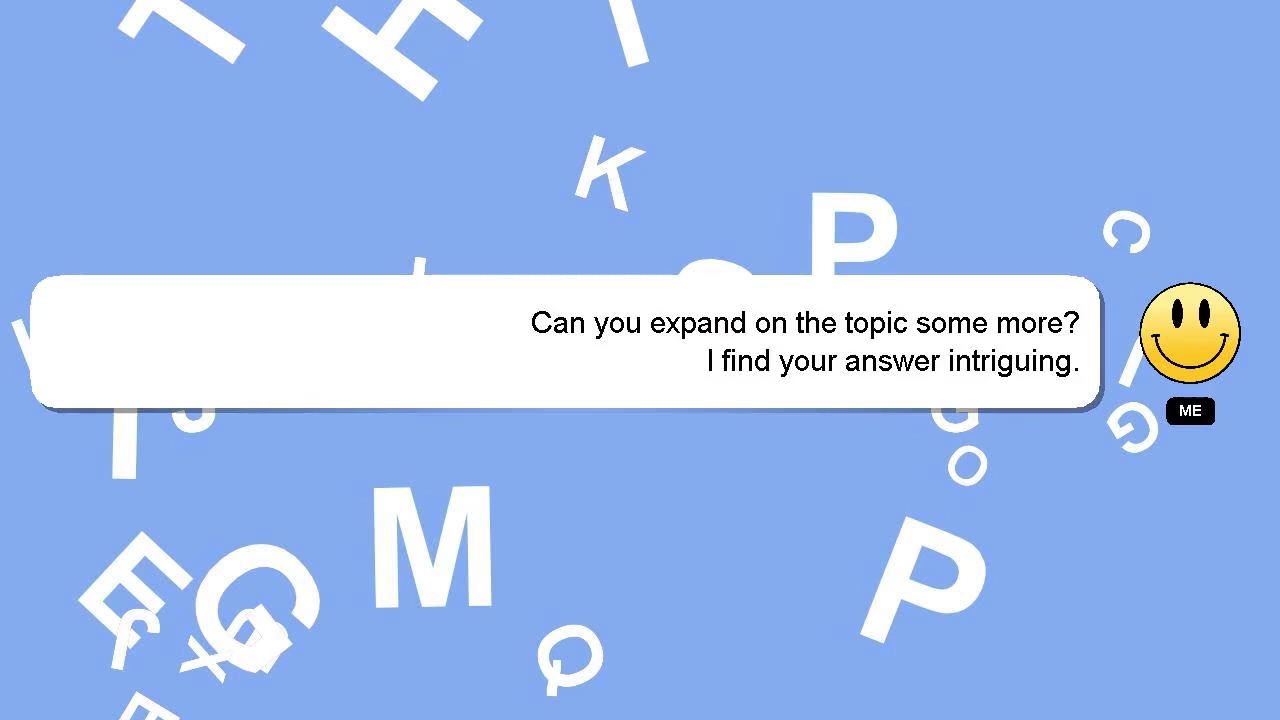 T
H
I
K
P
C
Can you expand on the topic some more?
I find your answer intriguing.
ME
G
G
O
M
P
E
G
J
X
Q
E